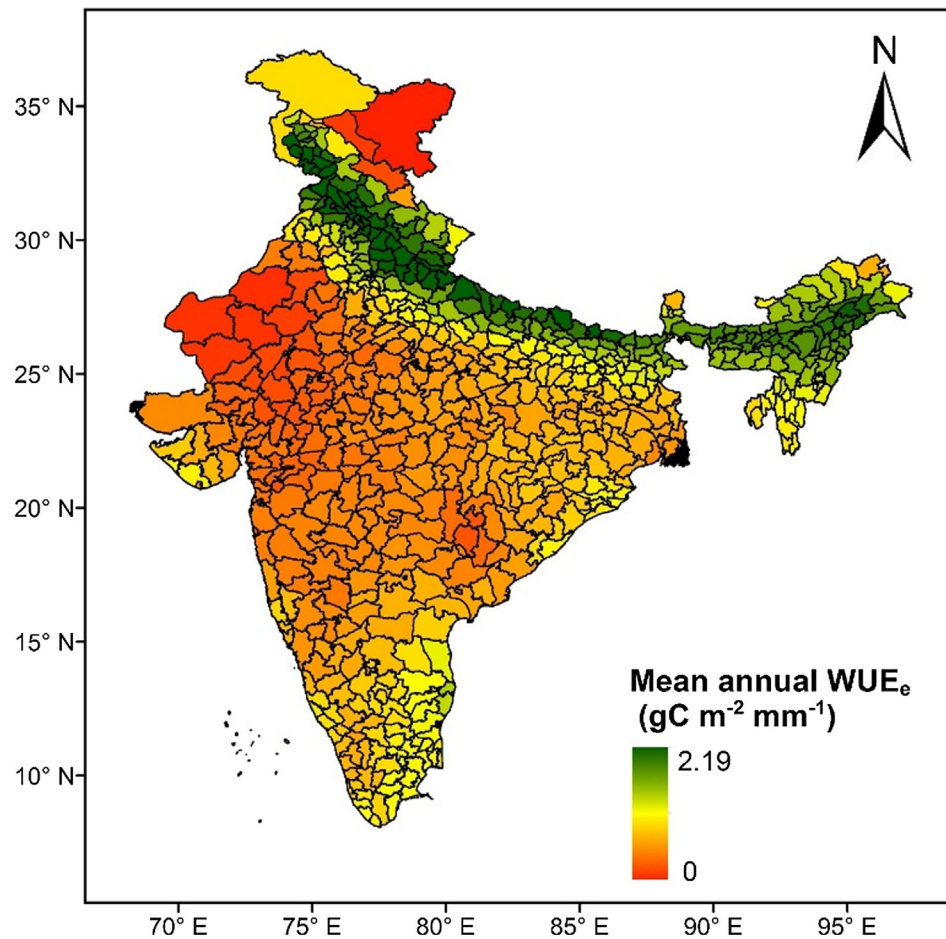 N
35° N
30° N
25° N
20° N
15° N
10° N
Mean annual WUEₑ
(gC m⁻² mm⁻¹)
2.19
0
70° E 75° E 80° E 85° E 90° E 95° E